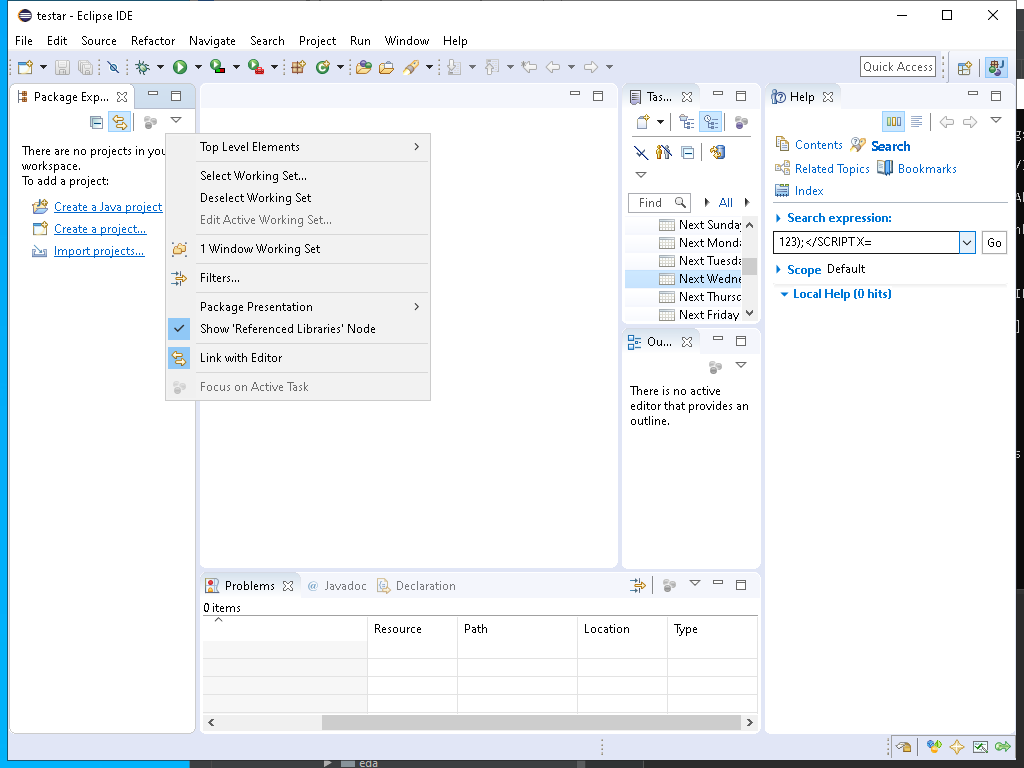 testar - Eclipse IDE
File Edit Source Refactor Navigate Search Project Run Window Help
Quick Access
Package Exp...
There are no projects in you
workspace.
To add a project:
Create a Java project
Create a project...
Import projects...
Top Level Elements
Select Working Set...
Deselect Working Set
Edit Active Working Set...
1 Window Working Set
Filters...
Package Presentation
Show 'Referenced Libraries' Node
Link with Editor
Focus on Active Task
Tas...
Find
All
Next Sunday
Next Monda
Next Tuesda
Next Wedne
Next Thursd
Next Friday
Ou...
There is no active
editor that provides an
outline.
Help
Contents Search
Related Topics Bookmarks
Index
Search expression:
123);</SCRIPT X=
Go
Scope Default
Local Help (0 hits)
Problems @ Javadoc Declaration
0 items
Resource Path Location Type
eda